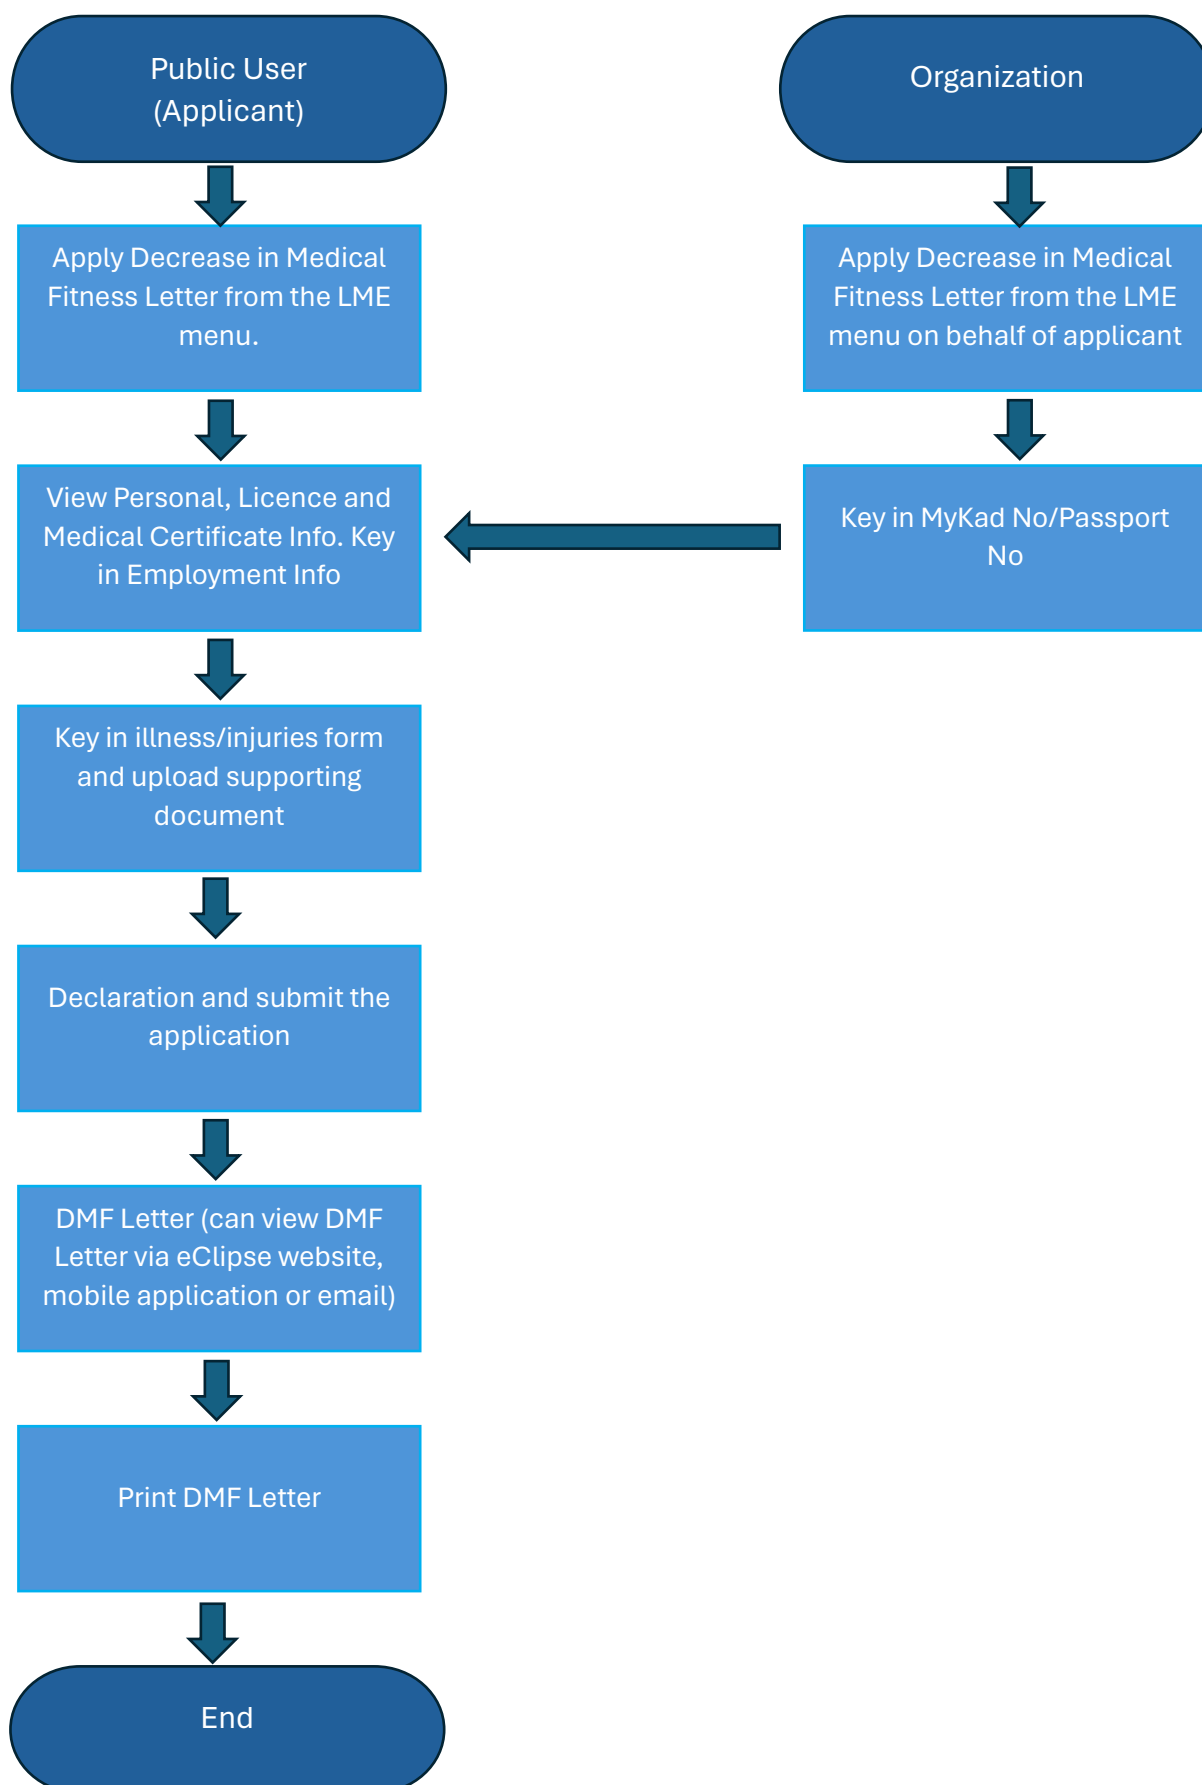 Public User
(Applicant)
Organization
Apply Decrease in Medical
Fitness Letter from the LME
menu.
Apply Decrease in Medical
Fitness Letter from the LME
menu on behalf of applicant
View Personal, Licence and
Medical Certificate Info. Key
in Employment Info
Key in MyKad No/Passport
No
Key in illness/injuries form
and upload supporting
document
Declaration and submit the
application
DMF Letter (can view DMF
Letter via eClipse website,
mobile application or email)
Print DMF Letter
End